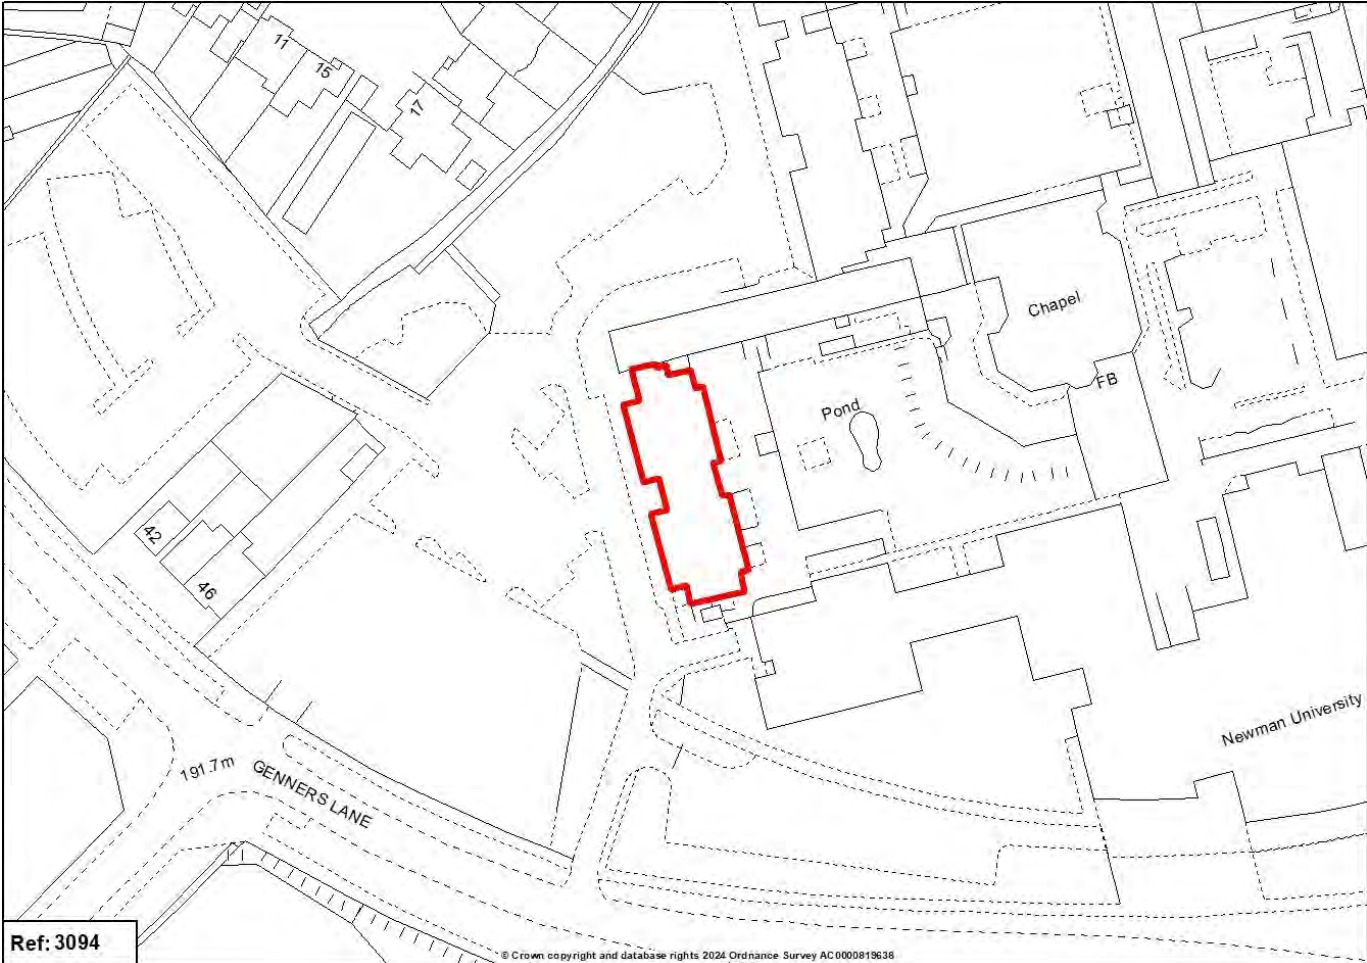 11
15
17
Chapel
FB
Pond
42
46
Newman University
191.7m
GENNERS LANE
Ref: 3094
© Crown copyright and database rights 2024 Ordnance Survey AC0000819636